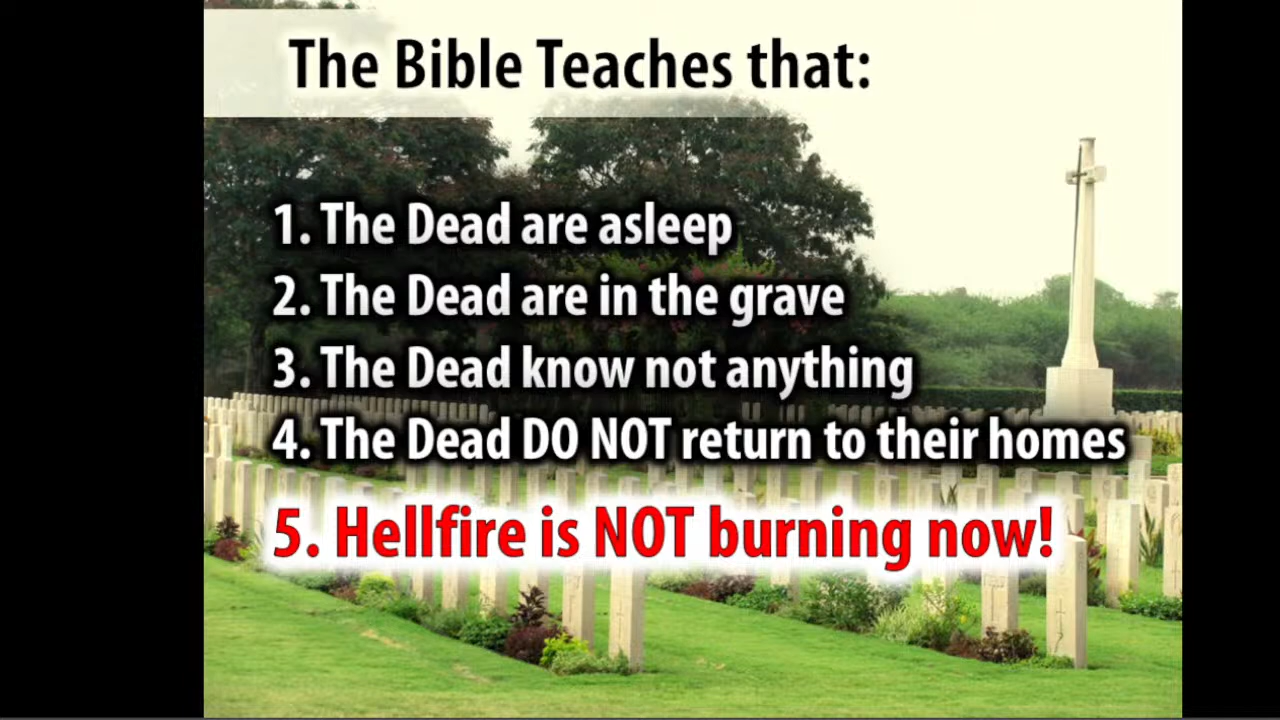 The Bible Teaches that:
1. The Dead are asleep
2. The Dead are in the grave
3. The Dead know not anything
4. The Dead DO NOT return to their homes
5. Hellfire is NOT burning now!